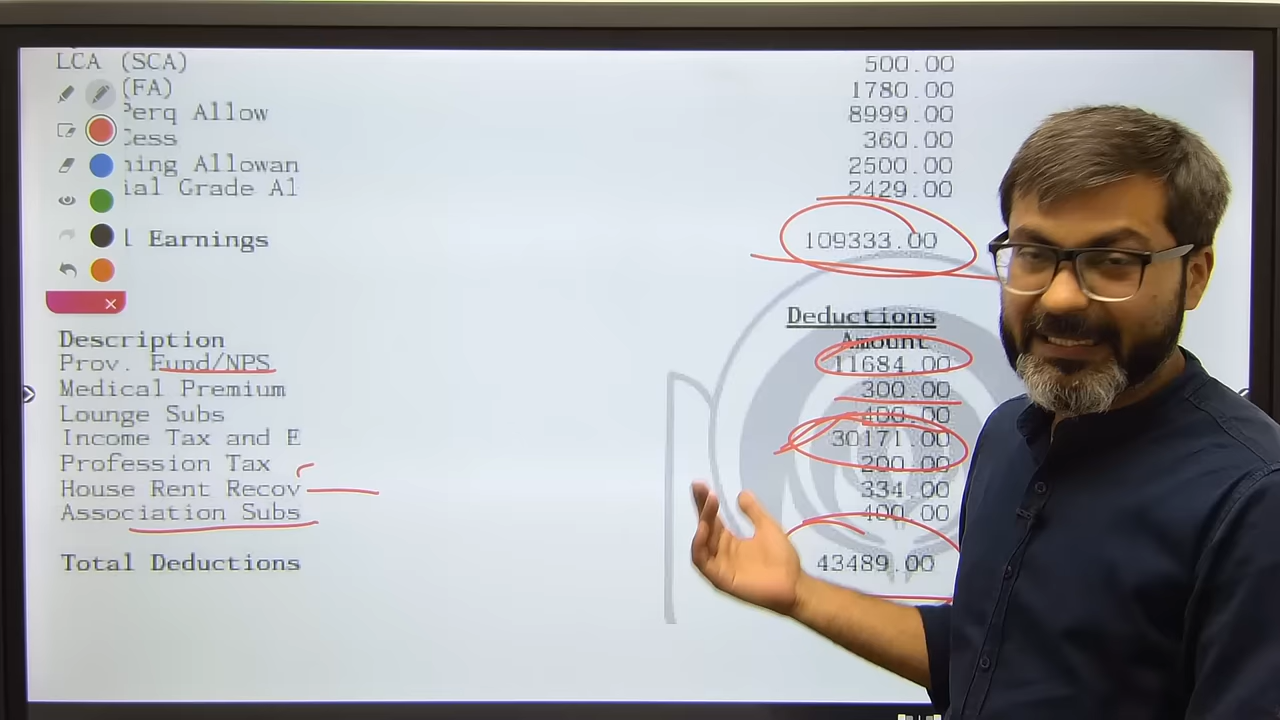 LCA (SCA) 500.00
(FA) 1780.00
Perq Allow 8999.00
Cess 360.00
ning Allowan 2500.00
ial Grade Al 2429.00
l Earnings 109333.00
Deductions
Description Amount
Prov. Fund/NPS 11684.00
Medical Premium 300.00
Lounge Subs 400.00
Income Tax and E 30171.00
Profession Tax 200.00
House Rent Recov 334.00
Association Subs 400.00
Total Deductions 43489.00